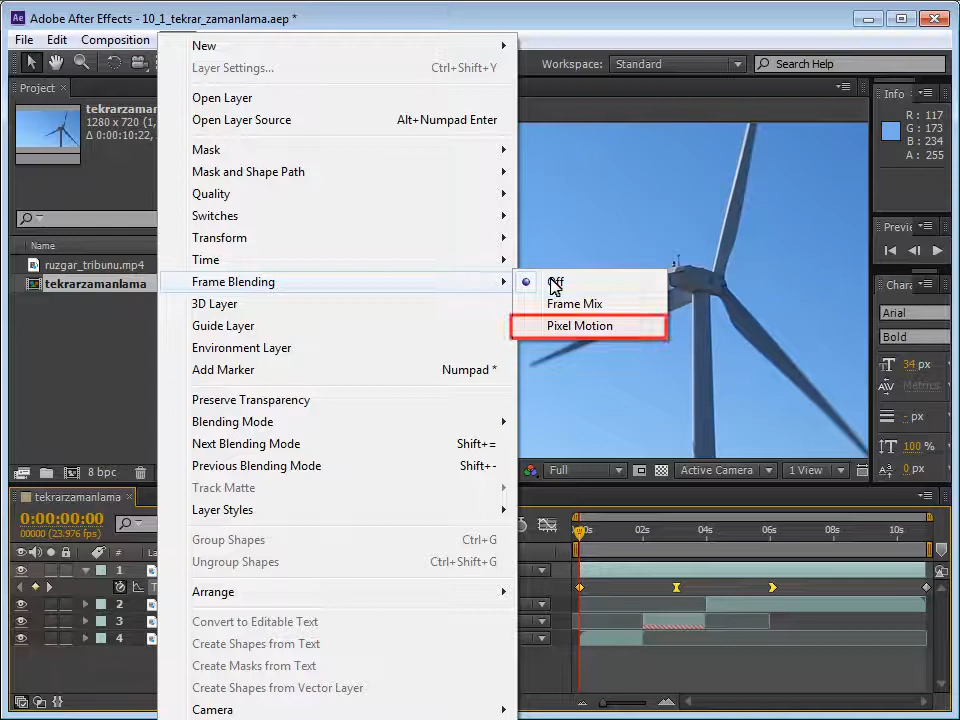 Adobe After Effects - 10_1_tekrar_zamanlama.aep *
File Edit Composition
Workspace: Standard Search Help
Project ×
tekrarzamanlama
1280 x 720 (1,
Δ 0:00:10:22,
Name
ruzgar_tribunu.mp4
tekrarzamanlama
8 bpc
New
Layer Settings... Ctrl+Shift+Y
Open Layer
Open Layer Source Alt+Numpad Enter
Mask
Mask and Shape Path
Quality
Switches
Transform
Time
Frame Blending
3D Layer
Guide Layer
Environment Layer
Add Marker Numpad *
Preserve Transparency
Blending Mode
Next Blending Mode Shift+=
Previous Blending Mode Shift+-
Track Matte
Layer Styles
Group Shapes Ctrl+G
Ungroup Shapes Ctrl+Shift+G
Arrange
Convert to Editable Text
Create Shapes from Text
Create Masks from Text
Create Shapes from Vector Layer
Camera
Off
Frame Mix
Pixel Motion
Full Active Camera 1 View
Info
R : 117
G : 173
B : 234
A : 255
Previe
Chara
Arial
Bold
34 px
Metrics
- px
100 %
0 px
tekrarzamanlama ×
0:00:00:00
00000 (23.976 fps)
# La
1
2
3
4
02s 04s 06s 08s 10s